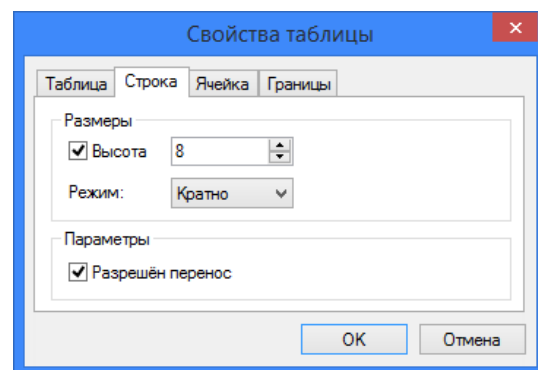 Свойства таблицы
Таблица Строка Ячейка Границы
Размеры
Высота 8
Режим: Кратно
Параметры
Разрешён перенос
OK Отмена